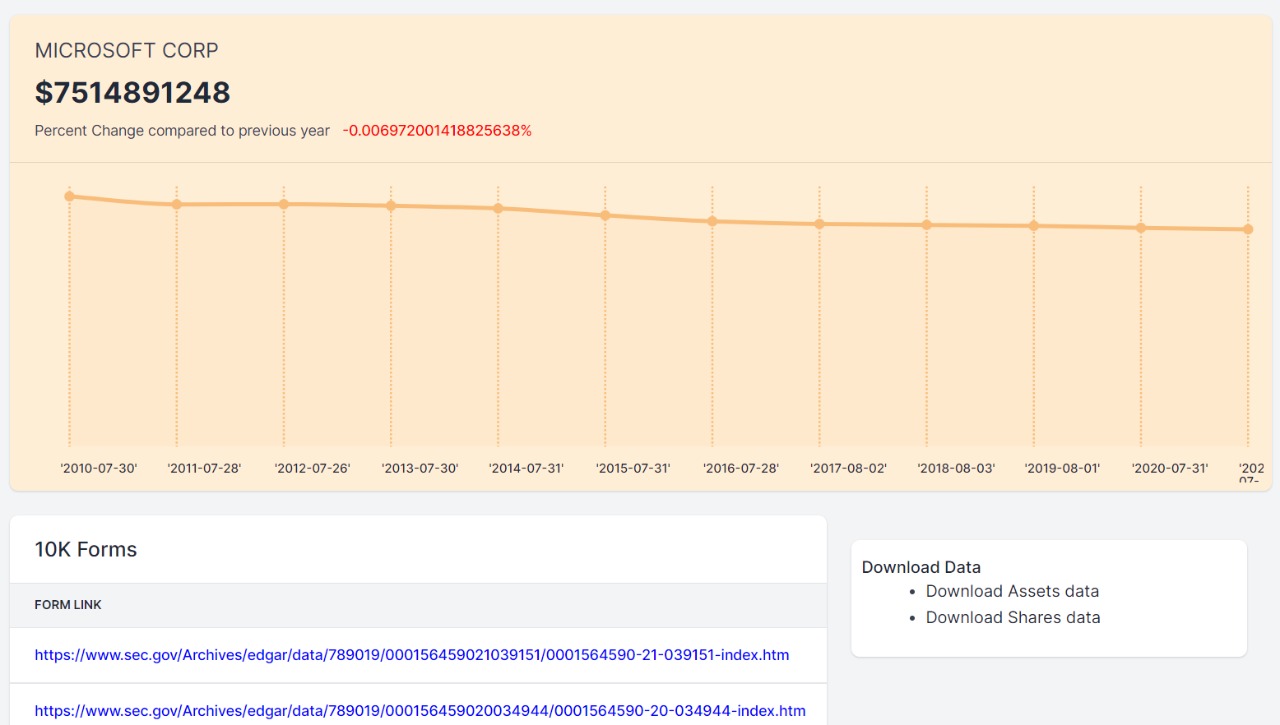 MICROSOFT CORP
$7514891248
Percent Change compared to previous year -0.006972001418825638%
'2010-07-30' '2011-07-28' '2012-07-26' '2013-07-30' '2014-07-31' '2015-07-31' '2016-07-28' '2017-08-02' '2018-08-03' '2019-08-01' '2020-07-31' '202
07-
10K Forms
FORM LINK
https://www.sec.gov/Archives/edgar/data/789019/000156459021039151/0001564590-21-039151-index.htm
https://www.sec.gov/Archives/edgar/data/789019/000156459020034944/0001564590-20-034944-index.htm
Download Data
• Download Assets data
• Download Shares data